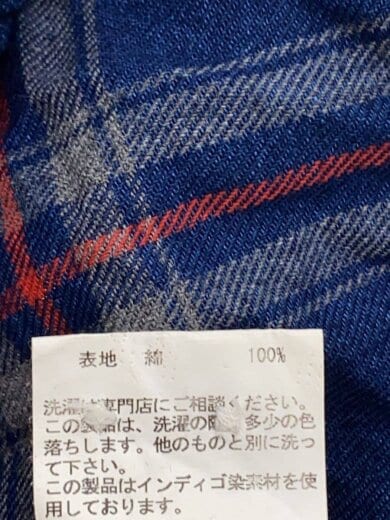 表地 綿 100%
洗濯は専門店にご相談ください。
この製品は、洗濯の際 多少の色
落ちします。他のものと別に洗っ
て下さい。
この製品はインディゴ染素材を使
用しております。